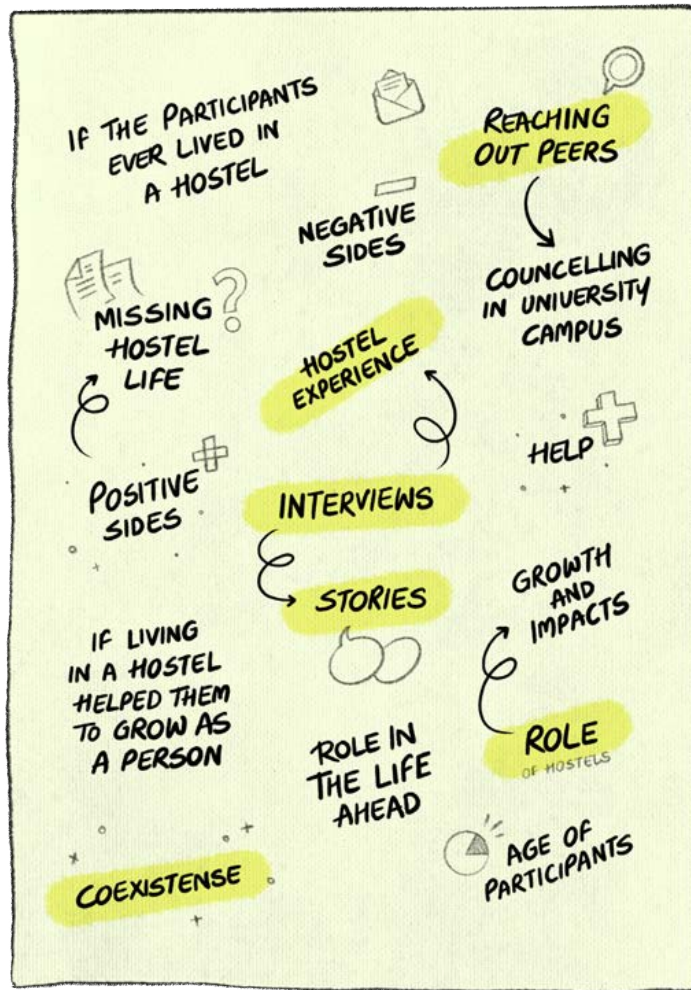 IF THE PARTICIPANTS
EVER LIVED IN
A HOSTEL
REACHING
OUT PEERS
NEGATIVE
SIDES
COUNCELLING
IN UNIVERSITY
CAMPUS
MISSING
HOSTEL
LIFE
?
HOSTEL
EXPERIENCE
HELP
POSITIVE
SIDES
INTERVIEWS
STORIES
GROWTH
AND
IMPACTS
IF LIVING
IN A HOSTEL
HELPED THEM
TO GROW AS
A PERSON
ROLE IN
THE LIFE
AHEAD
ROLE
OF HOSTELS
AGE OF
PARTICIPANTS
COEXISTENSE